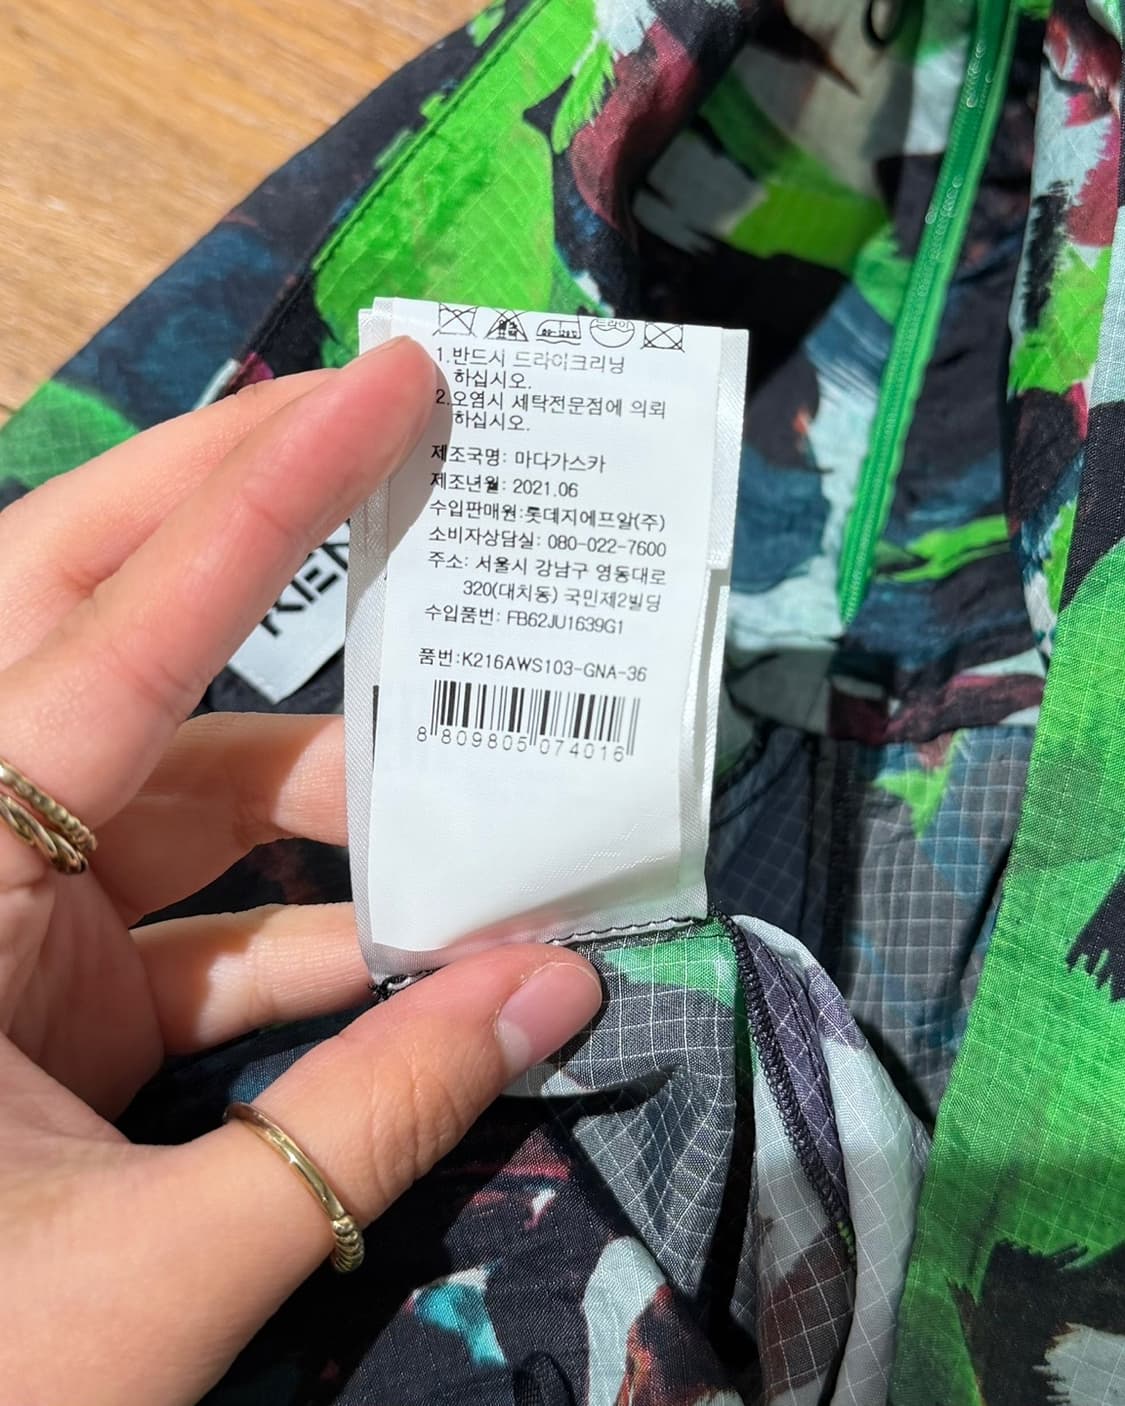 1.반드시 드라이크리닝
하십시오.
2.오염시 세탁전문점에 의뢰
하십시오.
제조국명: 마다가스카
제조년월: 2021.06
수입판매원:롯데지에프알(주)
소비자상담실: 080-022-7600
주소: 서울시 강남구 영동대로
320(대치동) 국민제2빌딩
수입품번: FB62JU1639G1
품번:K216AWS103-GNA-36
8 809805 074016
KEN